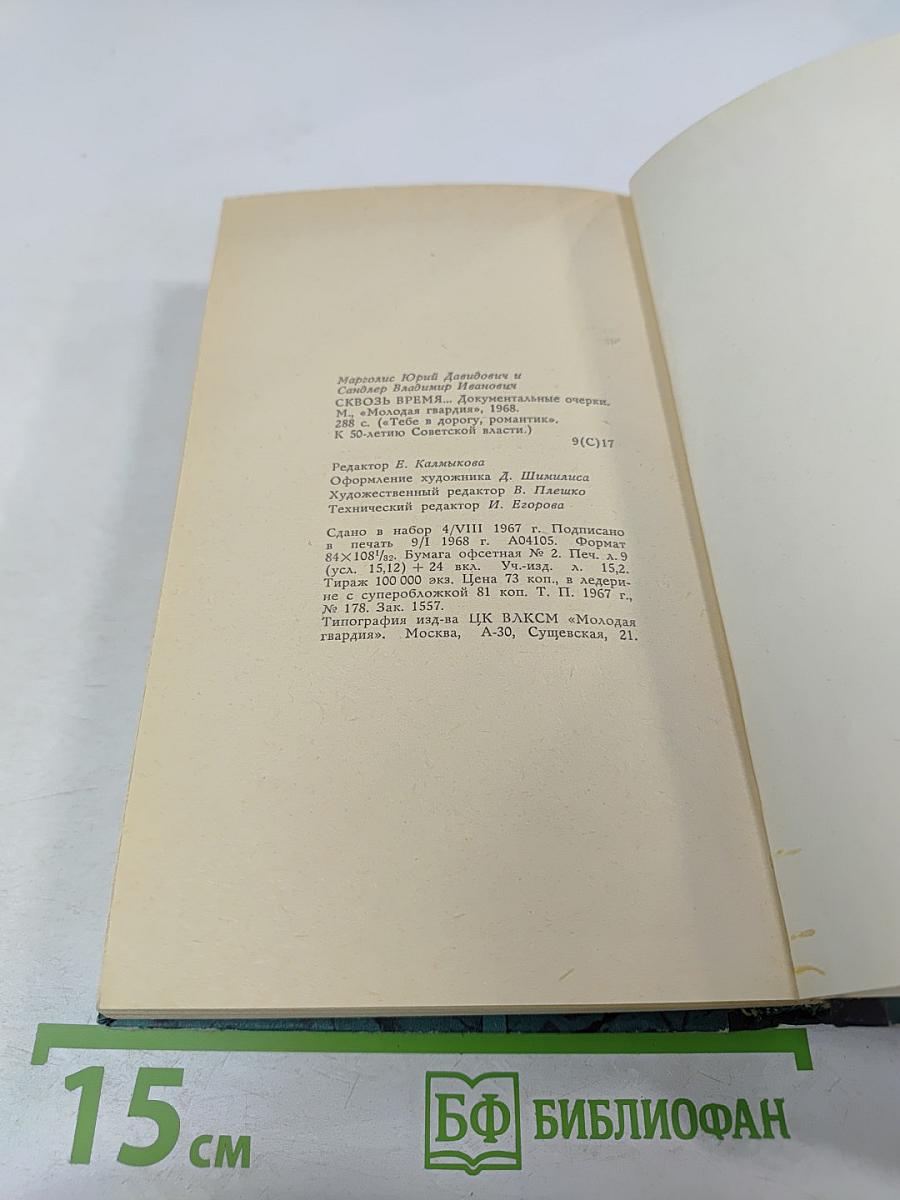 Марголис Юрий Давидович и
Сандлер Владимир Иванович
СКВОЗЬ ВРЕМЯ... Документальные очерки.
М., «Молодая гвардия», 1968.
288 с. («Тебе в дорогу, романтик».
К 50-летию Советской власти.)
9(С)17
Редактор Е. Калмыкова
Оформление художника Д. Шимилиса
Художественный редактор В. Плешко
Технический редактор И. Егорова
Сдано в набор 4/VIII 1967 г. Подписано
в печать 9/I 1968 г. А04105. Формат
84×108¹/₃₂. Бумага офсетная № 2. Печ. л. 9
(усл. 15,12) + 24 вкл. Уч.-изд. л. 15,2.
Тираж 100 000 экз. Цена 73 коп., в ледери-
не с суперобложкой 81 коп. Т. П. 1967 г.,
№ 178. Зак. 1557.
Типография изд-ва ЦК ВЛКСМ «Молодая
гвардия». Москва, А-30, Сущевская, 21.
15 см
БФ БИБЛИОФАН